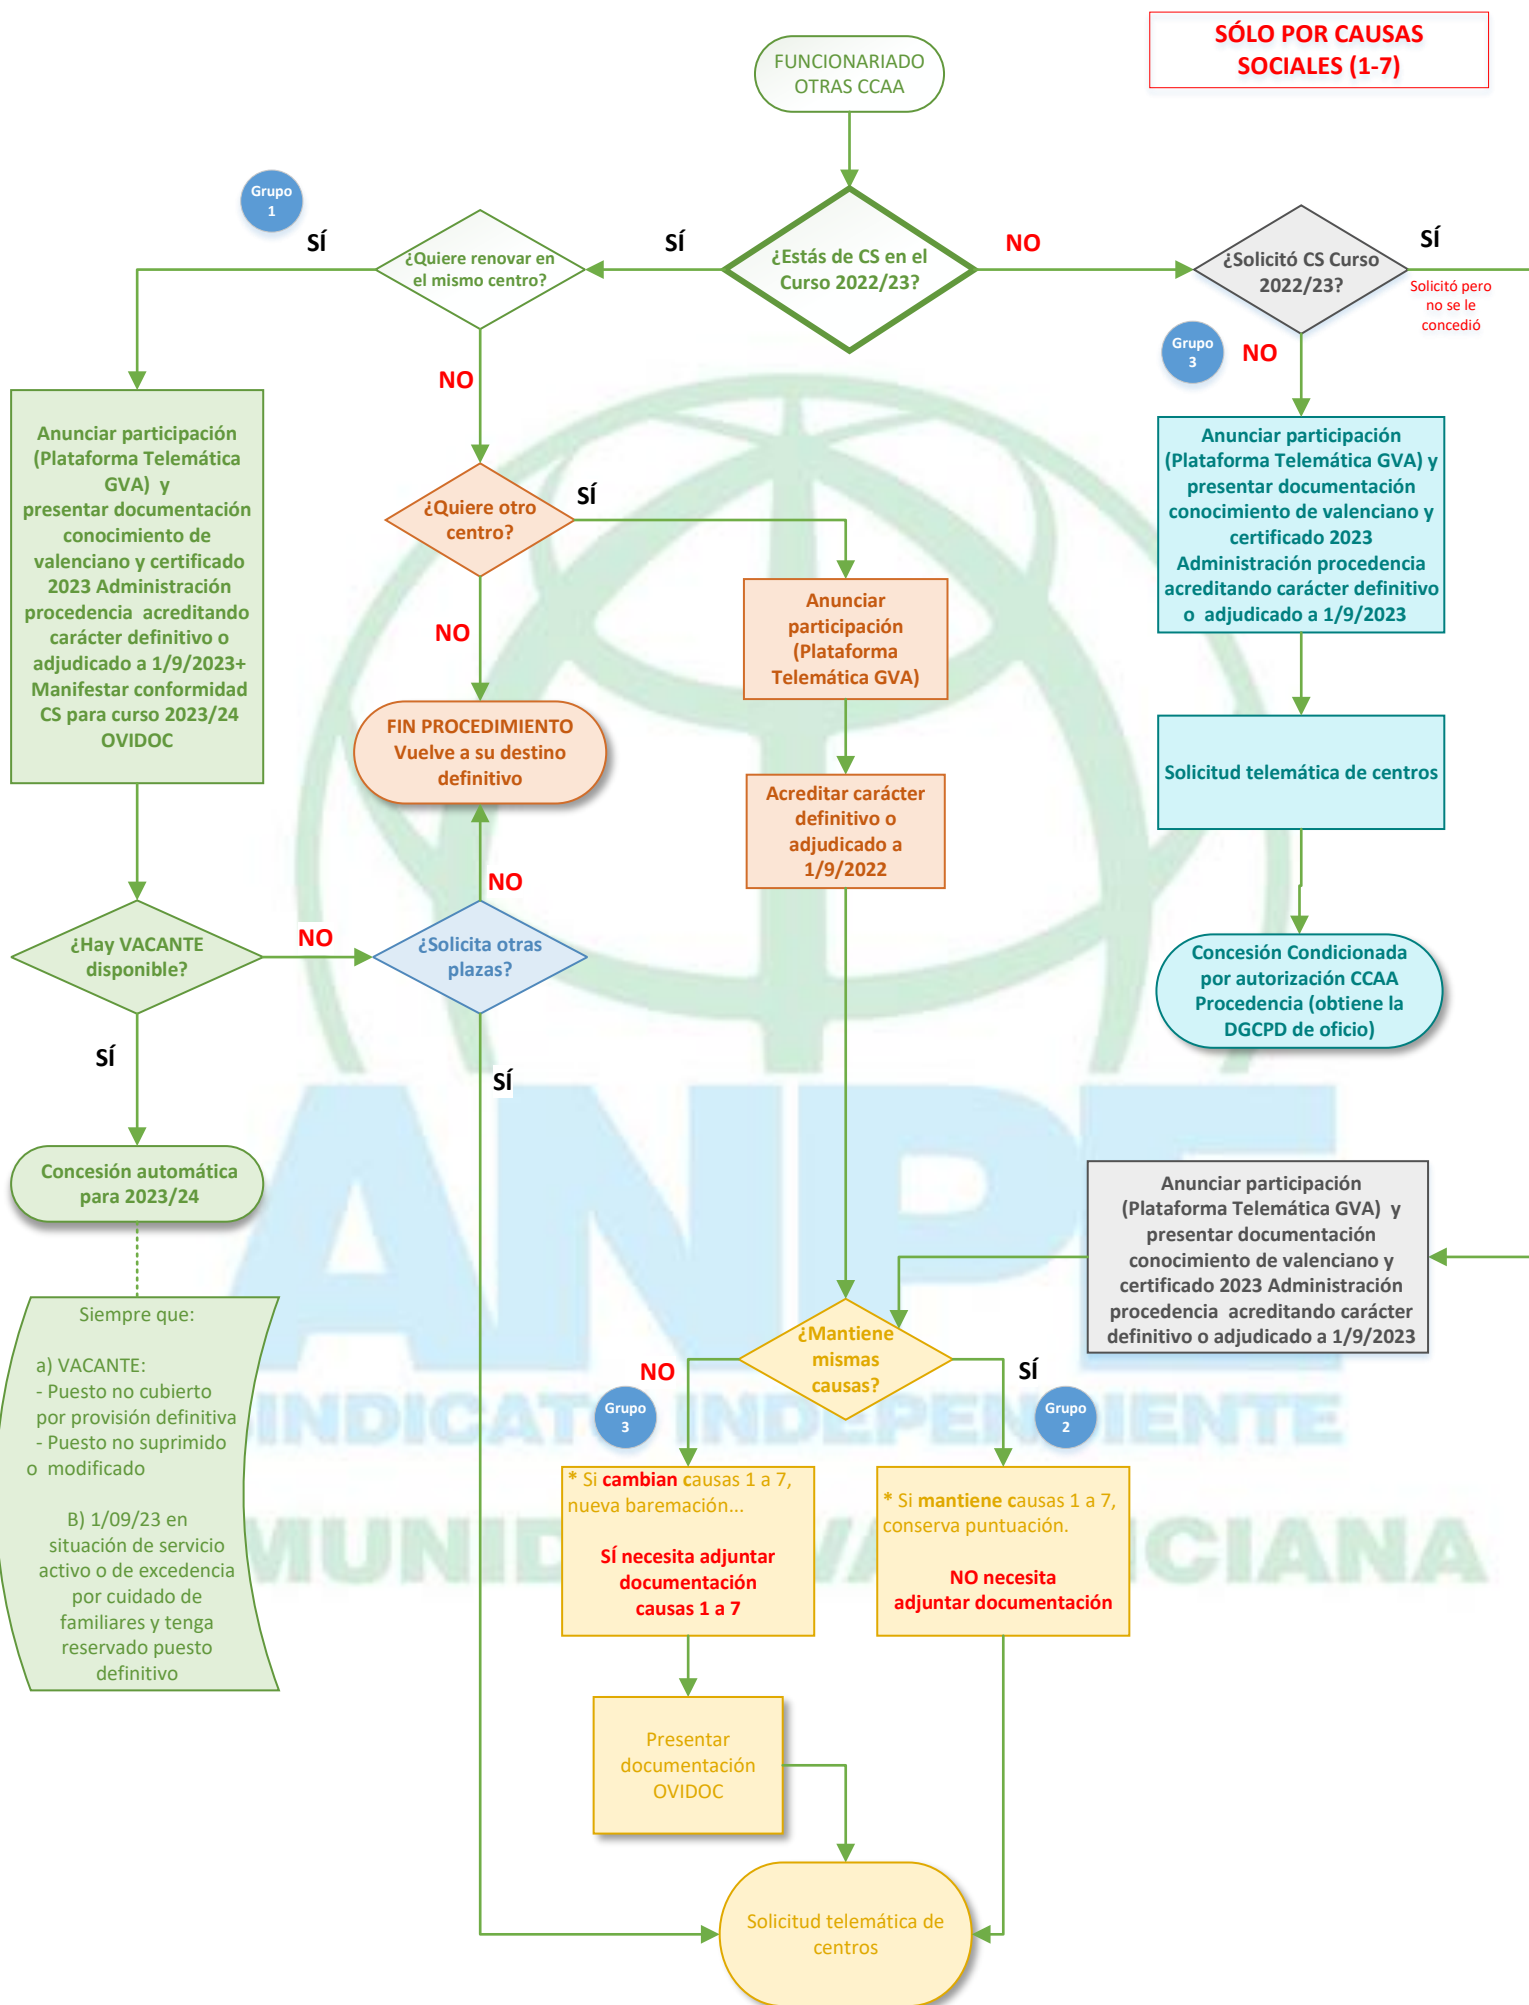 SÓLO POR CAUSAS
SOCIALES (1-7)
FUNCIONARIADO
OTRAS CCAA
¿Estás de CS en el
Curso 2022/23?
SÍ
NO
Grupo
1
SÍ
¿Quiere renovar en
el mismo centro?
NO
¿Solicitó CS Curso
2022/23?
SÍ
Solicitó pero
no se le
concedió
Grupo
3
NO
Anunciar participación
(Plataforma Telemática
GVA) y
presentar documentación
conocimiento de
valenciano y certificado
2023 Administración
procedencia acreditando
carácter definitivo o
adjudicado a 1/9/2023+
Manifestar conformidad
CS para curso 2023/24
OVIDOC
¿Quiere otro
centro?
SÍ
NO
Anunciar participación
(Plataforma Telemática GVA) y
presentar documentación
conocimiento de valenciano y
certificado 2023
Administración procedencia
acreditando carácter definitivo
o adjudicado a 1/9/2023
Anunciar
participación
(Plataforma
Telemática GVA)
FIN PROCEDIMIENTO
Vuelve a su destino
definitivo
Solicitud telemática de centros
Acreditar carácter
definitivo o
adjudicado a
1/9/2022
NO
¿Hay VACANTE
disponible?
NO
¿Solicita otras
plazas?
Concesión Condicionada
por autorización CCAA
Procedencia (obtiene la
DGCPD de oficio)
SÍ
SÍ
Concesión automática
para 2023/24
Anunciar participación
(Plataforma Telemática GVA) y
presentar documentación
conocimiento de valenciano y
certificado 2023 Administración
procedencia acreditando carácter
definitivo o adjudicado a 1/9/2023
Siempre que:
a) VACANTE:
- Puesto no cubierto
por provisión definitiva
- Puesto no suprimido
o modificado
B) 1/09/23 en
situación de servicio
activo o de excedencia
por cuidado de
familiares y tenga
reservado puesto
definitivo
¿Mantiene
mismas
causas?
NO
SÍ
Grupo
3
Grupo
2
* Si cambian causas 1 a 7,
nueva baremación...
SÍ necesita adjuntar
documentación
causas 1 a 7
* Si mantiene causas 1 a 7,
conserva puntuación.
NO necesita
adjuntar documentación
Presentar
documentación
OVIDOC
Solicitud telemática de
centros
ANPE
SINDICATO INDEPENDIENTE